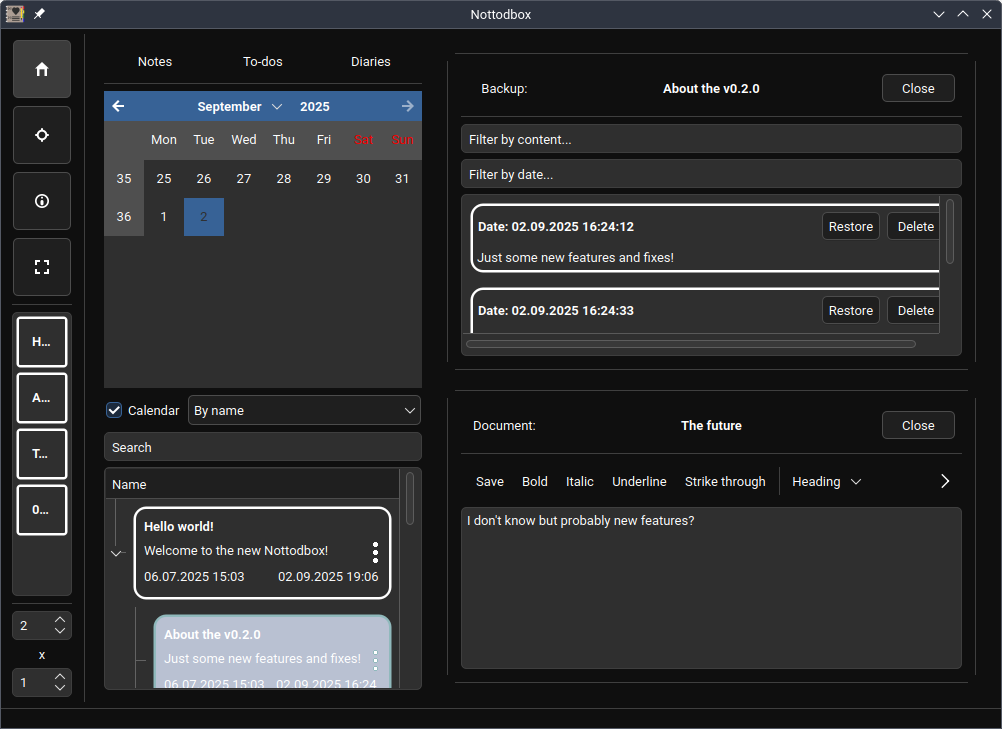 Nottodbox
H...
A...
T...
0...
2
x
1
Notes To-dos Diaries
September 2025
Mon Tue Wed Thu Fri Sat Sun
35 25 26 27 28 29 30 31
36 1 2
Calendar By name
Search
Name
Hello world!
Welcome to the new Nottodbox!
06.07.2025 15:03 02.09.2025 19:06
About the v0.2.0
Just some new features and fixes!
06.07.2025 15:03 02.09.2025 16:24
Backup: About the v0.2.0 Close
Filter by content...
Filter by date...
Date: 02.09.2025 16:24:12 Restore Delete
Just some new features and fixes!
Date: 02.09.2025 16:24:33 Restore Delete
Document: The future Close
Save Bold Italic Underline Strike through Heading
I don't know but probably new features?